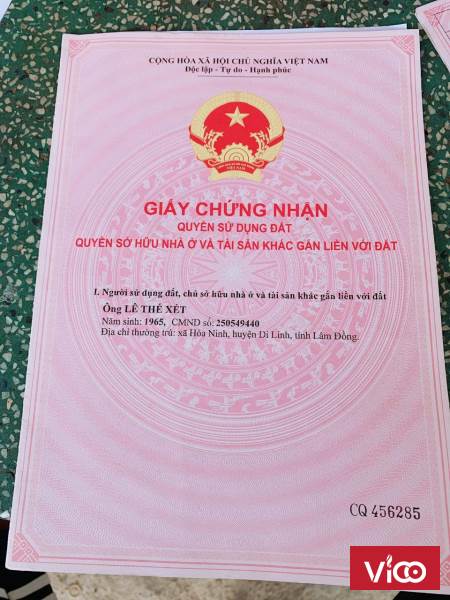 CỘNG HÒA XÃ HỘI CHỦ NGHĨA VIỆT NAM
Độc lập - Tự do - Hạnh phúc
VIỆT NAM
GIẤY CHỨNG NHẬN
QUYỀN SỬ DỤNG ĐẤT
QUYỀN SỞ HỮU NHÀ Ở VÀ TÀI SẢN KHÁC GẮN LIỀN VỚI ĐẤT
I. Người sử dụng đất, chủ sở hữu nhà ở và tài sản khác gắn liền với đất
Ông LÊ THẾ XÉT
Năm sinh: 1965, CMND số: 250549440
Địa chỉ thường trú: xã Hòa Ninh, huyện Di Linh, tỉnh Lâm Đồng.
CQ 456285
Vico